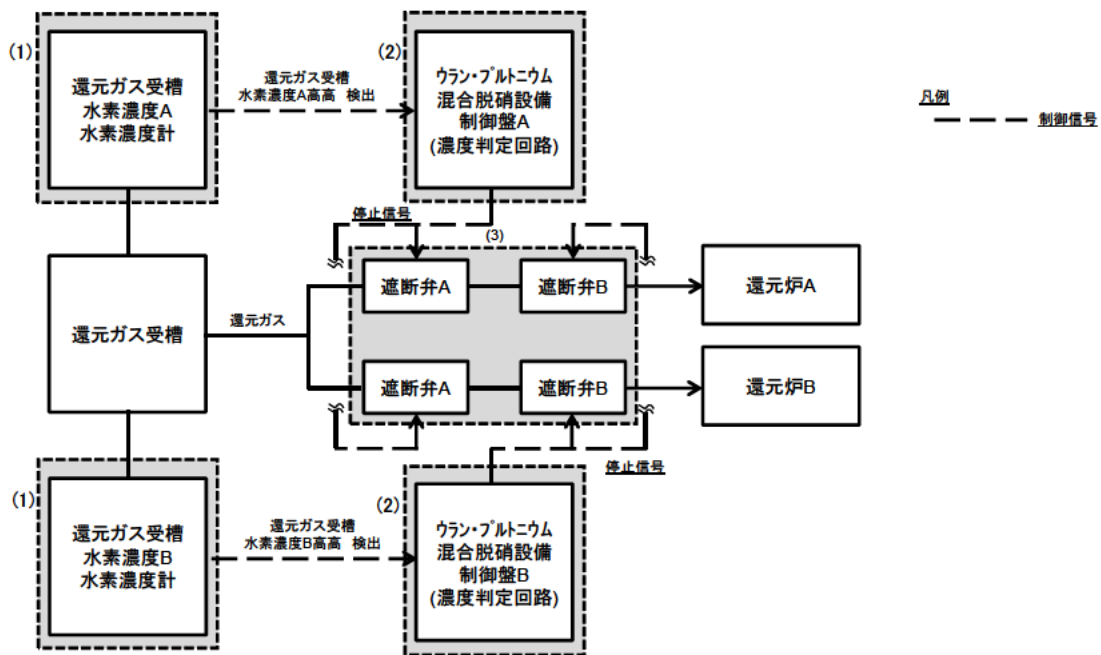 (1)
還元ガス受槽
水素濃度A
水素濃度計
還元ガス受槽
水素濃度A高高 検出
(2)
ウラン・プルトニウム
混合脱硝設備
制御盤A
(濃度判定回路)
凡例
制御信号
停止信号
(3)
還元ガス受槽
還元ガス
遮断弁A
遮断弁B
還元炉A
遮断弁A
遮断弁B
還元炉B
停止信号
(1)
還元ガス受槽
水素濃度B
水素濃度計
還元ガス受槽
水素濃度B高高 検出
(2)
ウラン・プルトニウム
混合脱硝設備
制御盤B
(濃度判定回路)